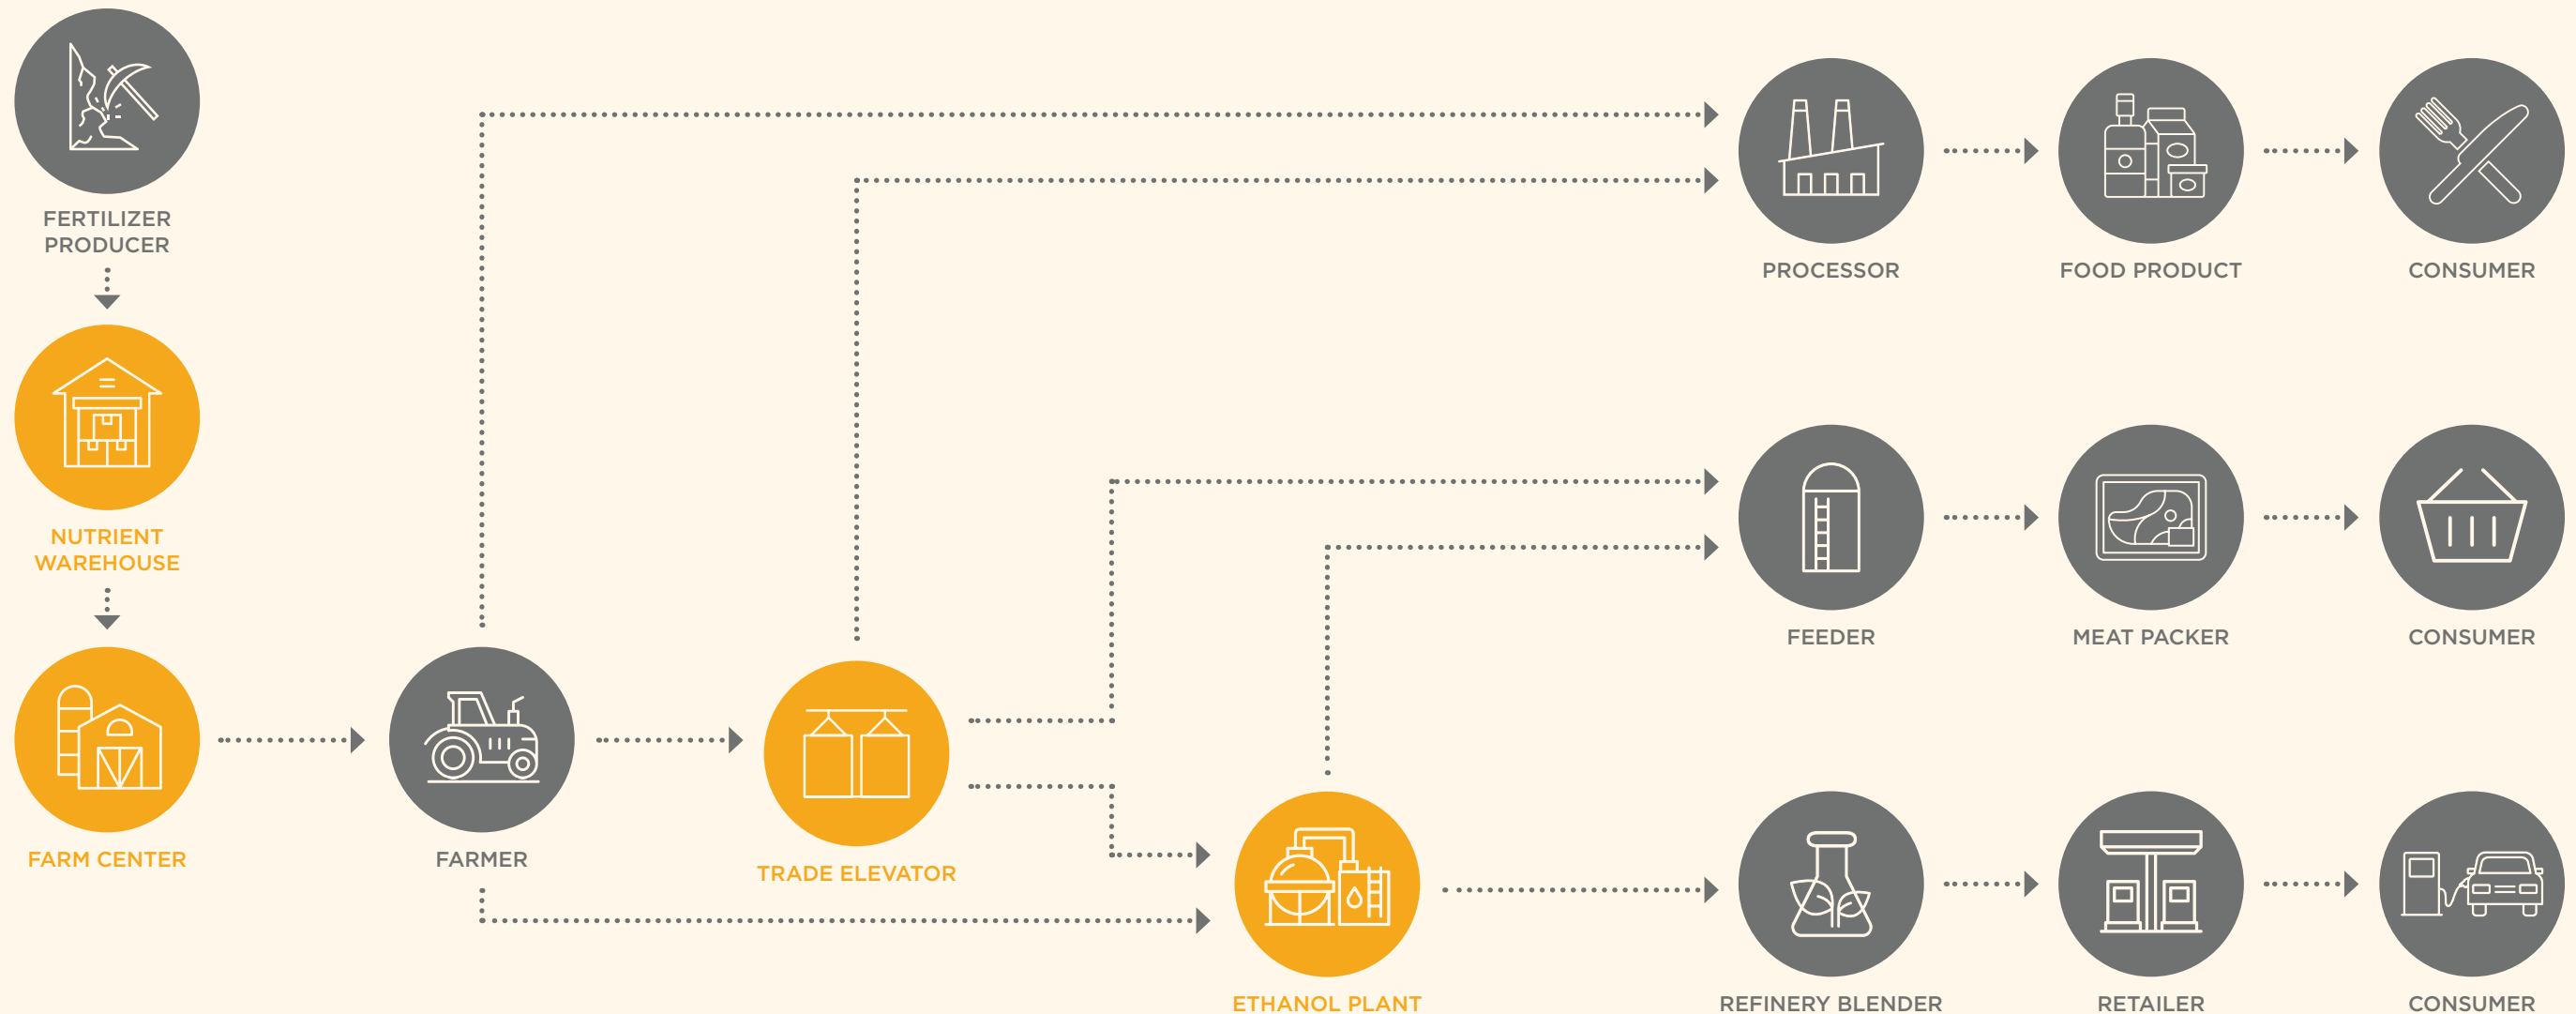 FERTILIZER
PRODUCER
NUTRIENT
WAREHOUSE
FARM CENTER
FARMER
TRADE ELEVATOR
ETHANOL PLANT
PROCESSOR
FOOD PRODUCT
CONSUMER
FEEDER
MEAT PACKER
CONSUMER
REFINERY BLENDER
RETAILER
CONSUMER